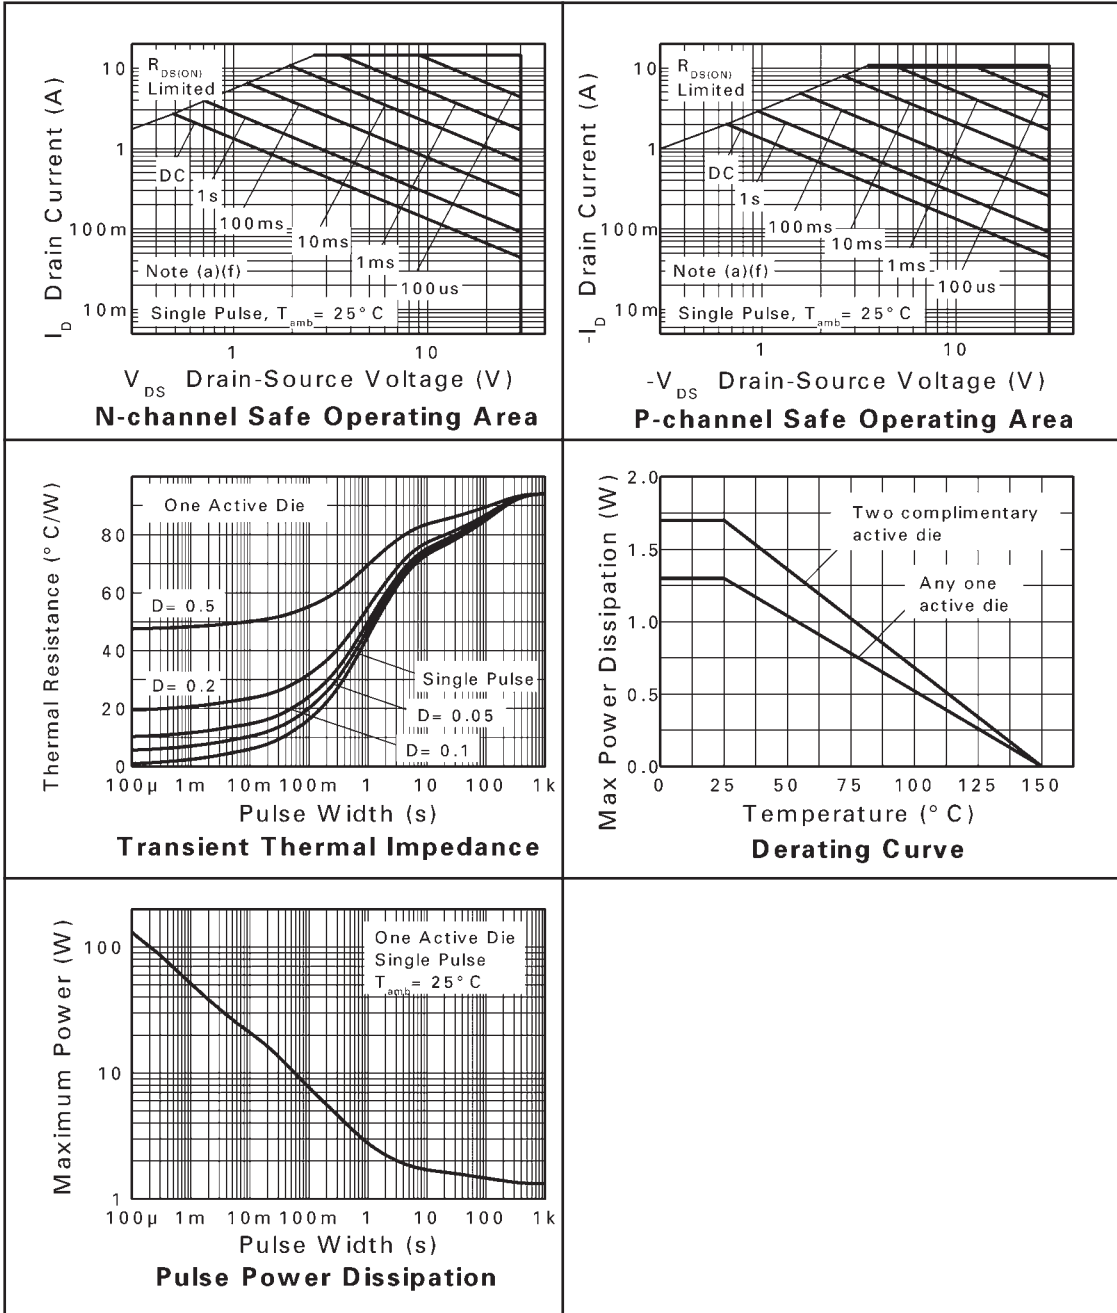 10
1
100m
10m
I_D Drain Current (A)
R_DS(ON)
Limited
DC
1s
100ms
10ms
1ms
100us
Note (a)(f)
Single Pulse, T_amb = 25°C
1 10
V_DS Drain-Source Voltage (V)
N-channel Safe Operating Area
10
1
100m
10m
-I_D Drain Current (A)
R_DS(ON)
Limited
DC
1s
100ms
10ms
1ms
100us
Note (a)(f)
Single Pulse, T_amb = 25°C
1 10
-V_DS Drain-Source Voltage (V)
P-channel Safe Operating Area
80
60
40
20
0
Thermal Resistance (°C/W)
One Active Die
D= 0.5
D= 0.2
Single Pulse
D= 0.05
D= 0.1
100µ 1m 10m 100m 1 10 100 1k
Pulse Width (s)
Transient Thermal Impedance
2.0
1.5
1.0
0.5
0.0
Max Power Dissipation (W)
Two complimentary
active die
Any one
active die
0 25 50 75 100 125 150
Temperature (°C)
Derating Curve
100
10
1
Maximum Power (W)
One Active Die
Single Pulse
T_amb = 25°C
100µ 1m 10m 100m 1 10 100 1k
Pulse Width (s)
Pulse Power Dissipation